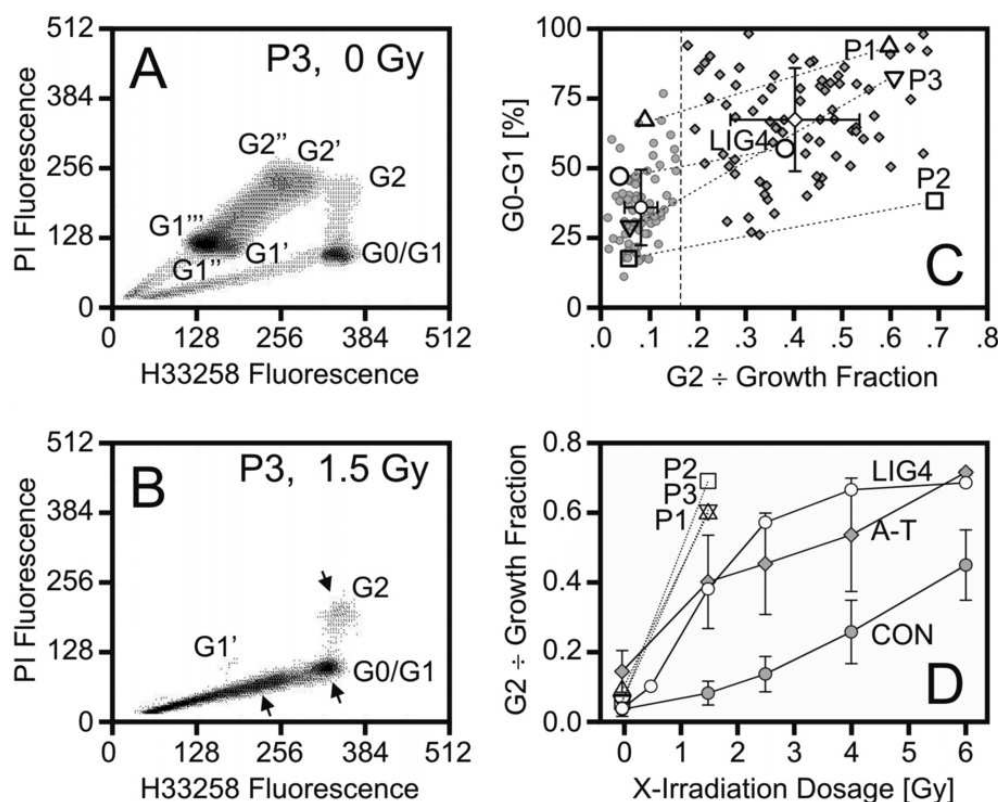 A
P3, 0 Gy
PI Fluorescence
512
384
256
128
0
G2''
G2'
G2
G1'''
G1''
G1'
G0/G1
0 128 256 384 512
H33258 Fluorescence
C
G0-G1 [%]
100
75
50
25
0
P1
P3
LIG4
P2
.0 .1 .2 .3 .4 .5 .6 .7 .8
G2 ÷ Growth Fraction
B
P3, 1.5 Gy
PI Fluorescence
512
384
256
128
0
G2
G1'
G0/G1
0 128 256 384 512
H33258 Fluorescence
D
G2 ÷ Growth Fraction
0.8
0.6
0.4
0.2
0.0
P2
P3
P1
LIG4
A-T
CON
0 1 2 3 4 5 6
X-Irradiation Dosage [Gy]